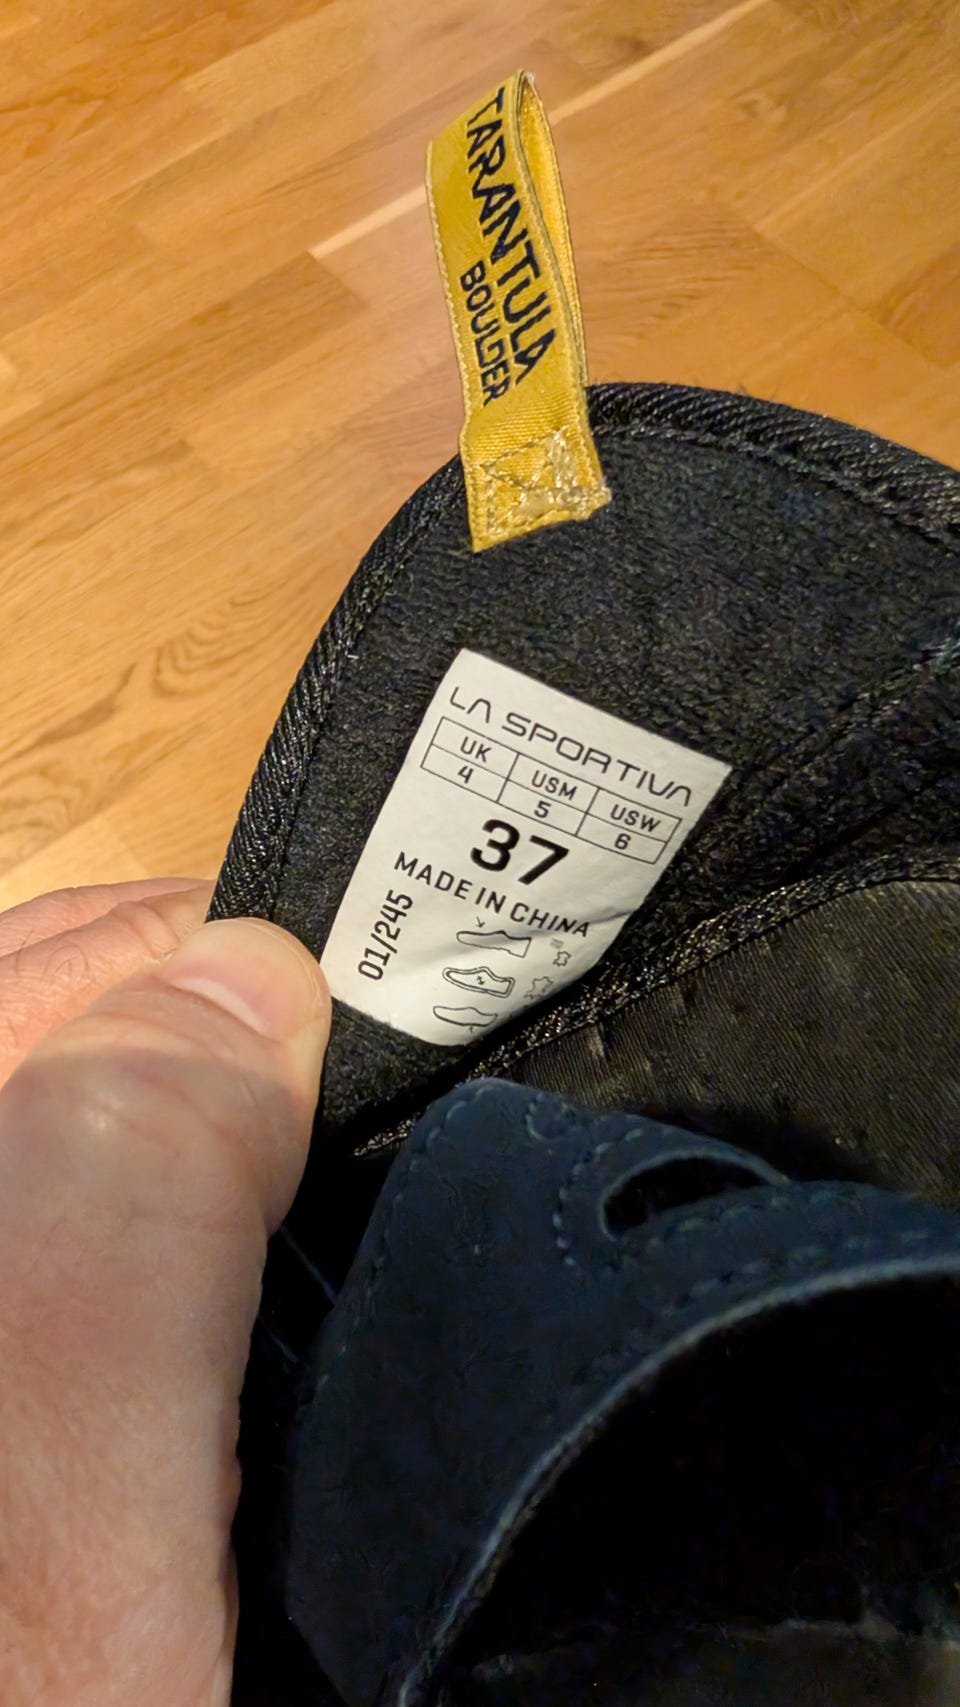 TARANTULA
BOULDER
LA SPORTIVA
UK USM USW
4 5 6
37
MADE IN CHINA
01/245